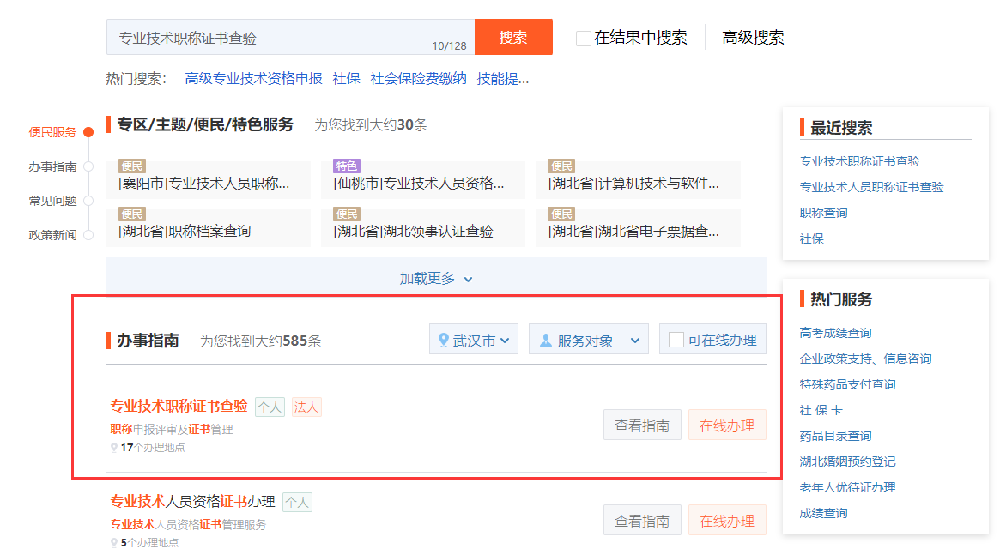 专业技术职称证书查验
10/128
搜索
在结果中搜索
高级搜索
热门搜索： 高级专业技术资格申报 社保 社会保险费缴纳 技能提...
便民服务
办事指南
常见问题
政策新闻
专区/主题/便民/特色服务 为您找到大约30条
便民
[襄阳市]专业技术人员职称...
特色
[仙桃市]专业技术人员资格...
便民
[湖北省]计算机技术与软件...
便民
[湖北省]职称档案查询
便民
[湖北省]湖北领事认证查验
便民
[湖北省]湖北省电子票据查...
加载更多
办事指南 为您找到大约585条
武汉市
服务对象
可在线办理
专业技术职称证书查验 个人 法人
职称申报评审及证书管理
17个办理地点
查看指南
在线办理
专业技术人员资格证书办理 个人
专业技术人员资格证书管理服务
5个办理地点
查看指南
在线办理
最近搜索
专业技术职称证书查验
专业技术人员职称证书查验
职称查询
社保
热门服务
高考成绩查询
企业政策支持、信息咨询
特殊药品支付查询
社 保 卡
药品目录查询
湖北婚姻预约登记
老年人优待证办理
成绩查询